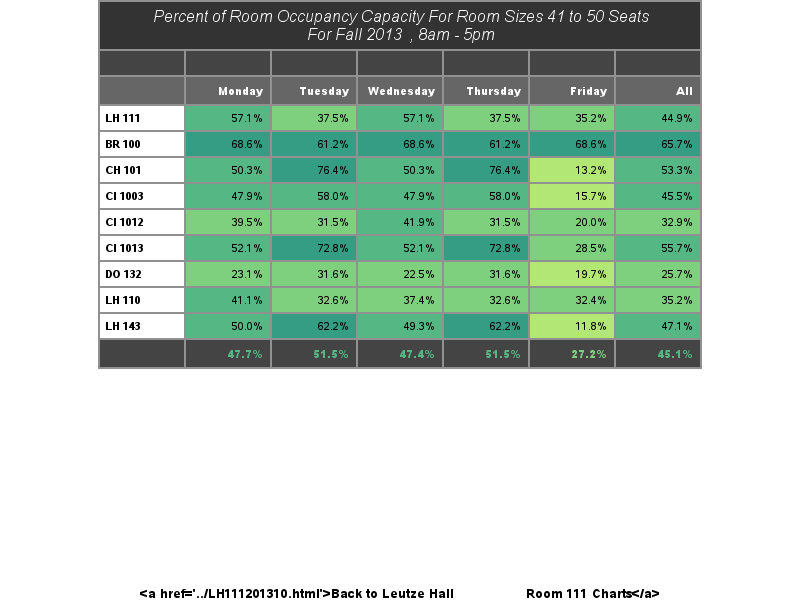 Percent of Room Occupancy Capacity For Room Sizes 41 to 50 Seats
For Fall 2013 , 8am - 5pm
Monday Tuesday Wednesday Thursday Friday All
LH 111 57.1% 37.5% 57.1% 37.5% 35.2% 44.9%
BR 100 68.6% 61.2% 68.6% 61.2% 68.6% 65.7%
CH 101 50.3% 76.4% 50.3% 76.4% 13.2% 53.3%
CI 1003 47.9% 58.0% 47.9% 58.0% 15.7% 45.5%
CI 1012 39.5% 31.5% 41.9% 31.5% 20.0% 32.9%
CI 1013 52.1% 72.8% 52.1% 72.8% 28.5% 55.7%
DO 132 23.1% 31.6% 22.5% 31.6% 19.7% 25.7%
LH 110 41.1% 32.6% 37.4% 32.6% 32.4% 35.2%
LH 143 50.0% 62.2% 49.3% 62.2% 11.8% 47.1%
47.7% 51.5% 47.4% 51.5% 27.2% 45.1%
<a href='../LH111201310.html'>Back to Leutze Hall Room 111 Charts</a>